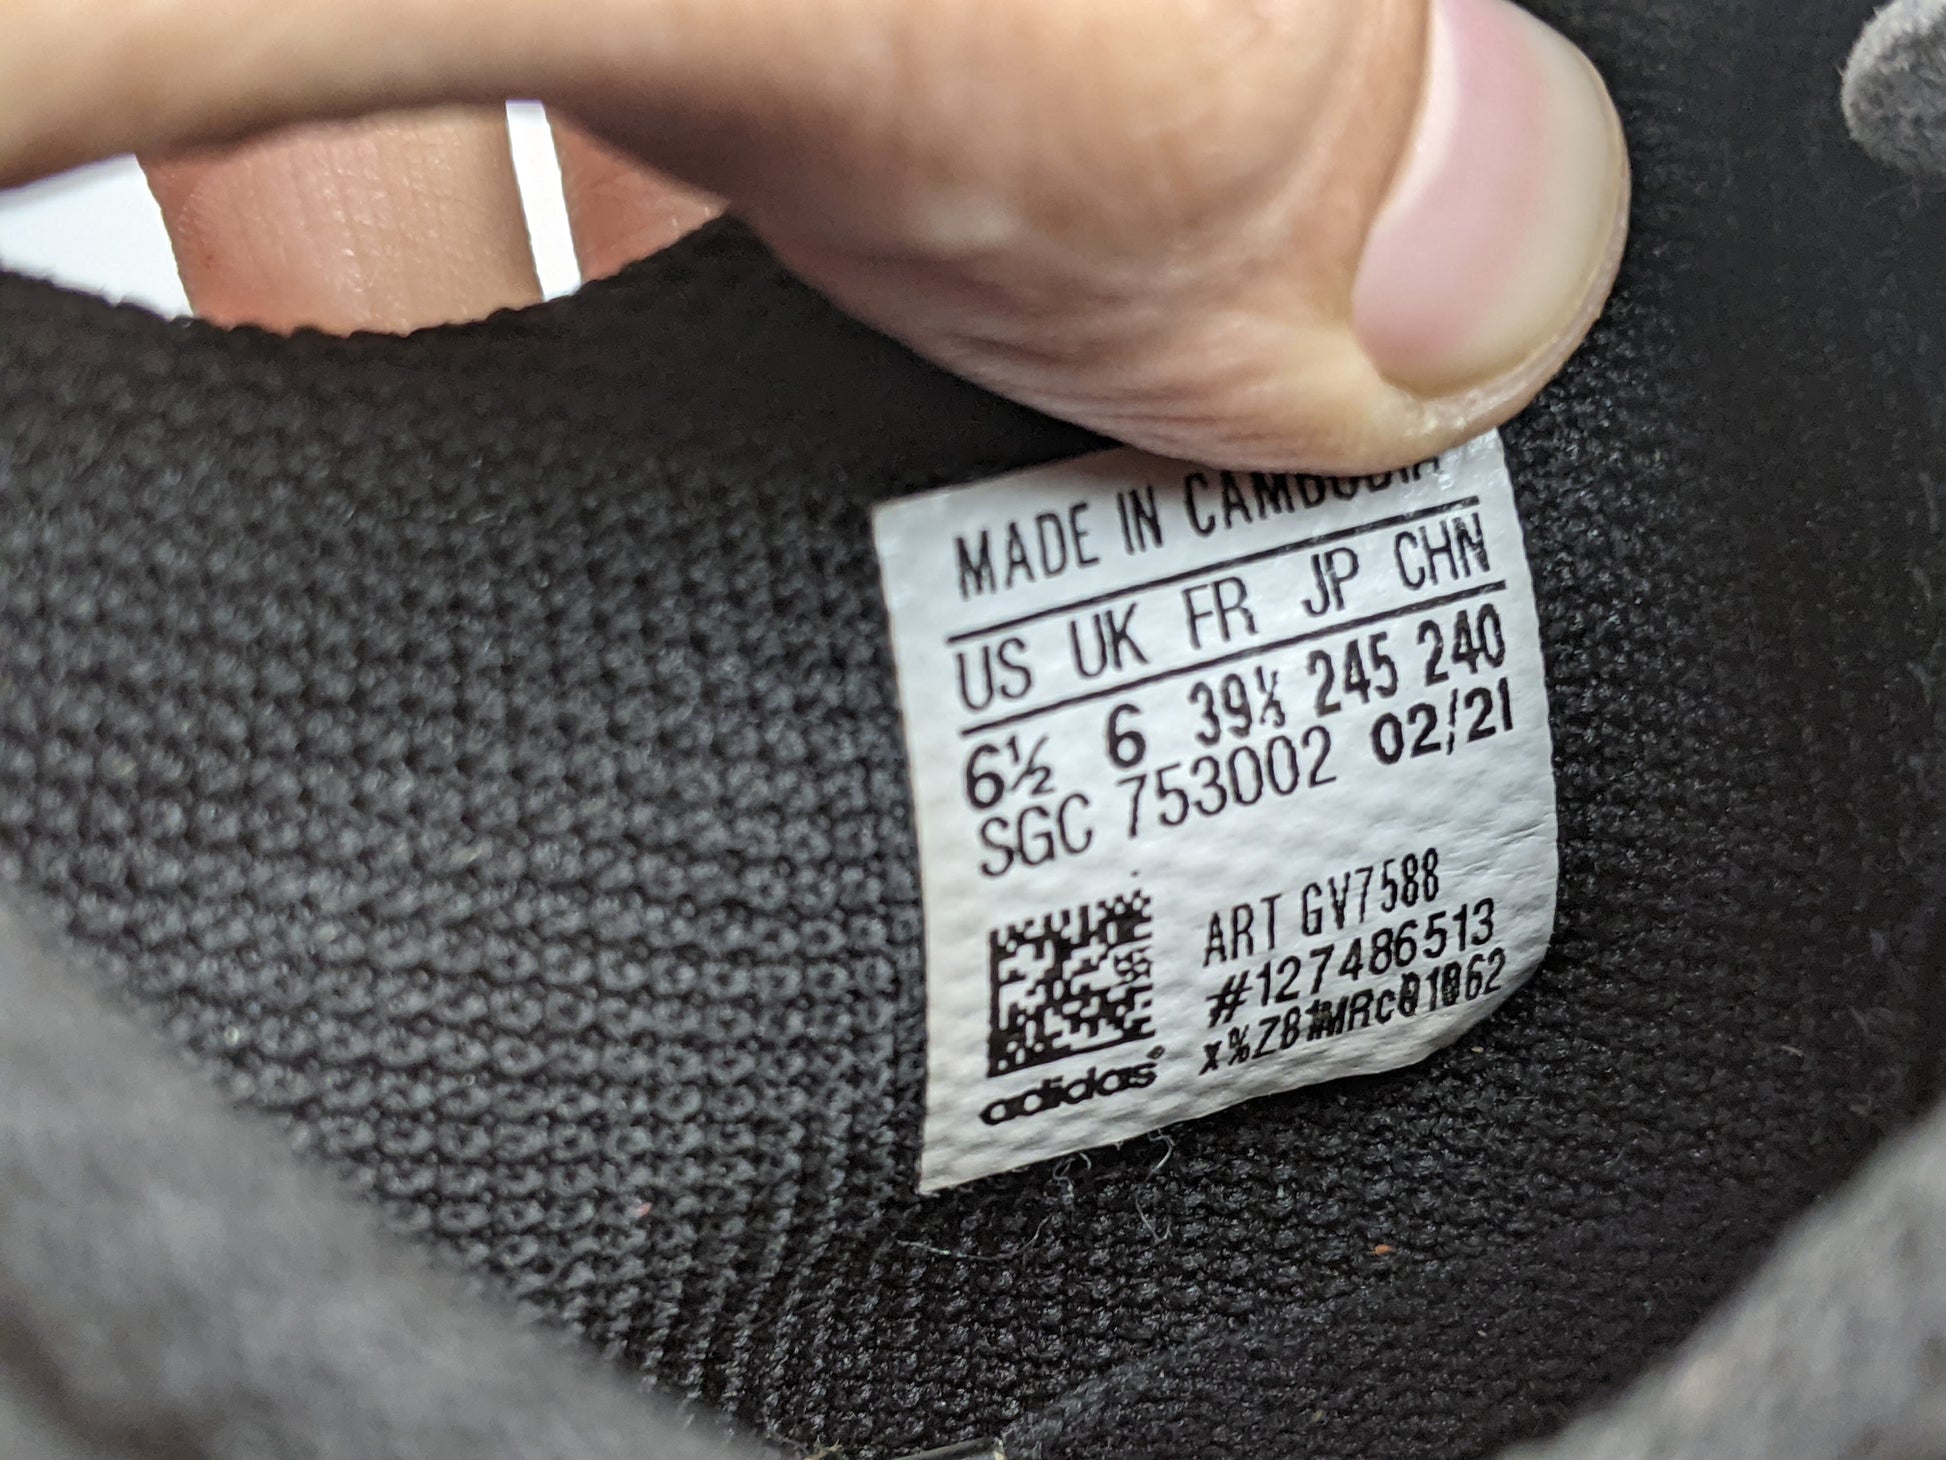 MADE IN CAMBODIA
US UK FR JP CHN
6½ 6 39⅓ 245 240
SGC 753002 02/21
ART GV7588
#127486513
adidas®